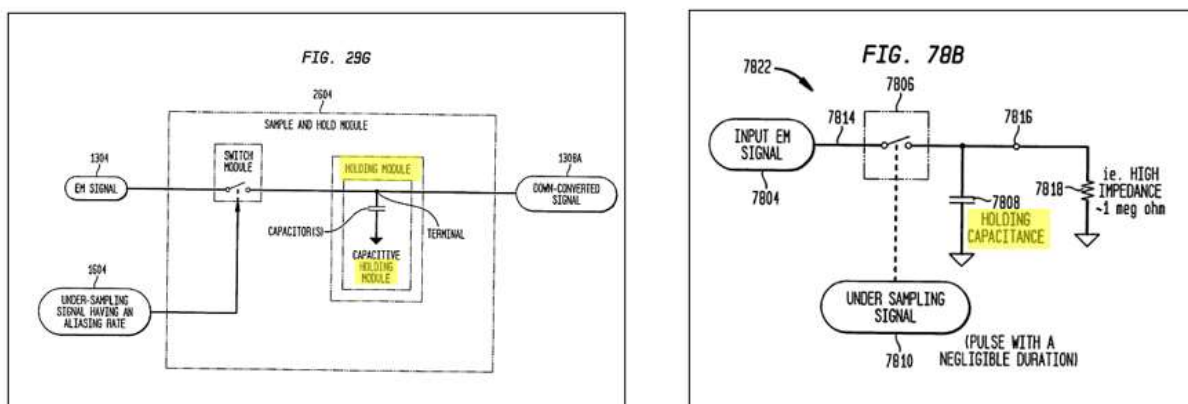 FIG. 29G
2604
SAMPLE AND HOLD MODULE
1304
EM SIGNAL
SWITCH
MODULE
HOLDING MODULE
1308A
DOWN-CONVERTED
SIGNAL
CAPACITOR(S)
TERMINAL
CAPACITIVE
HOLDING
MODULE
1604
UNDER-SAMPLING
SIGNAL HAVING AN
ALIASING RATE
FIG. 78B
7822
7806
INPUT EM
SIGNAL
7804
7814
7816
7808
HOLDING
CAPACITANCE
7818
ie. HIGH
IMPEDANCE
~1 meg ohm
UNDER SAMPLING
SIGNAL
7810
(PULSE WITH A
NEGLIGIBLE DURATION)